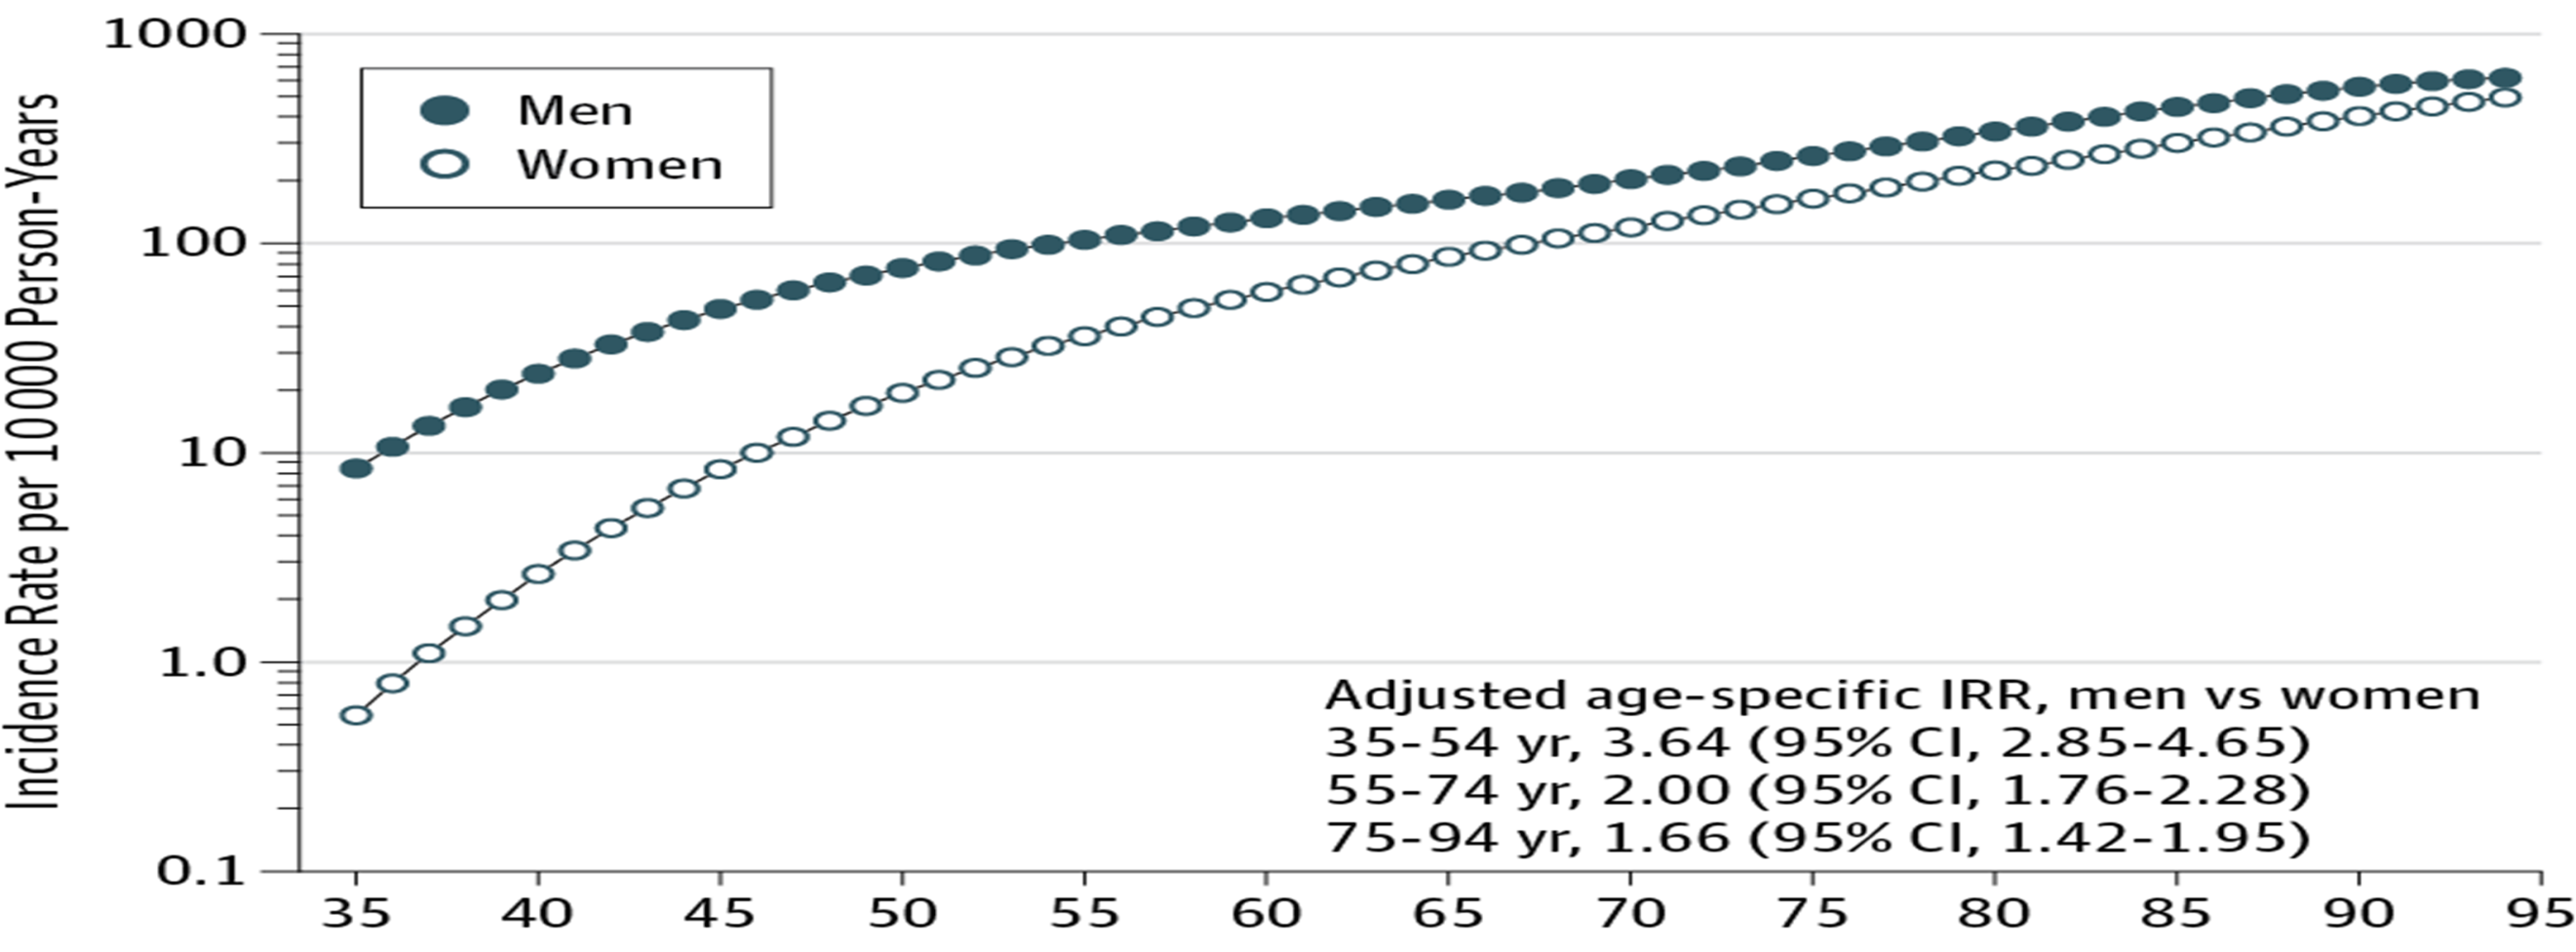 Incidence Rate per 10000 Person-Years
1000
100
10
1.0
0.1
Men
Women
Adjusted age-specific IRR, men vs women
35-54 yr, 3.64 (95% CI, 2.85-4.65)
55-74 yr, 2.00 (95% CI, 1.76-2.28)
75-94 yr, 1.66 (95% CI, 1.42-1.95)
35 40 45 50 55 60 65 70 75 80 85 90 95